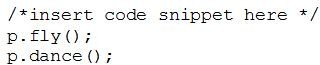 /*insert code snippet here */
p.fly();
p.dance();